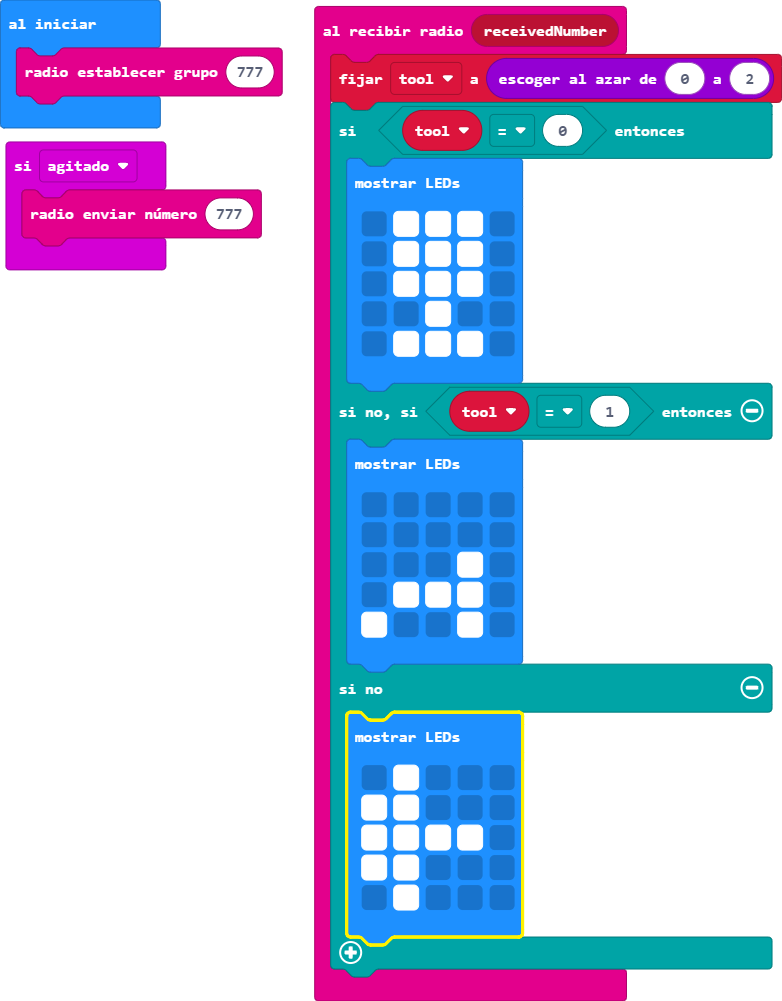 al iniciar
radio establecer grupo 777
si agitado
radio enviar número 777
al recibir radio receivedNumber
fijar tool a escoger al azar de 0 a 2
si tool = 0 entonces
mostrar LEDs
si no, si tool = 1 entonces
mostrar LEDs
si no
mostrar LEDs